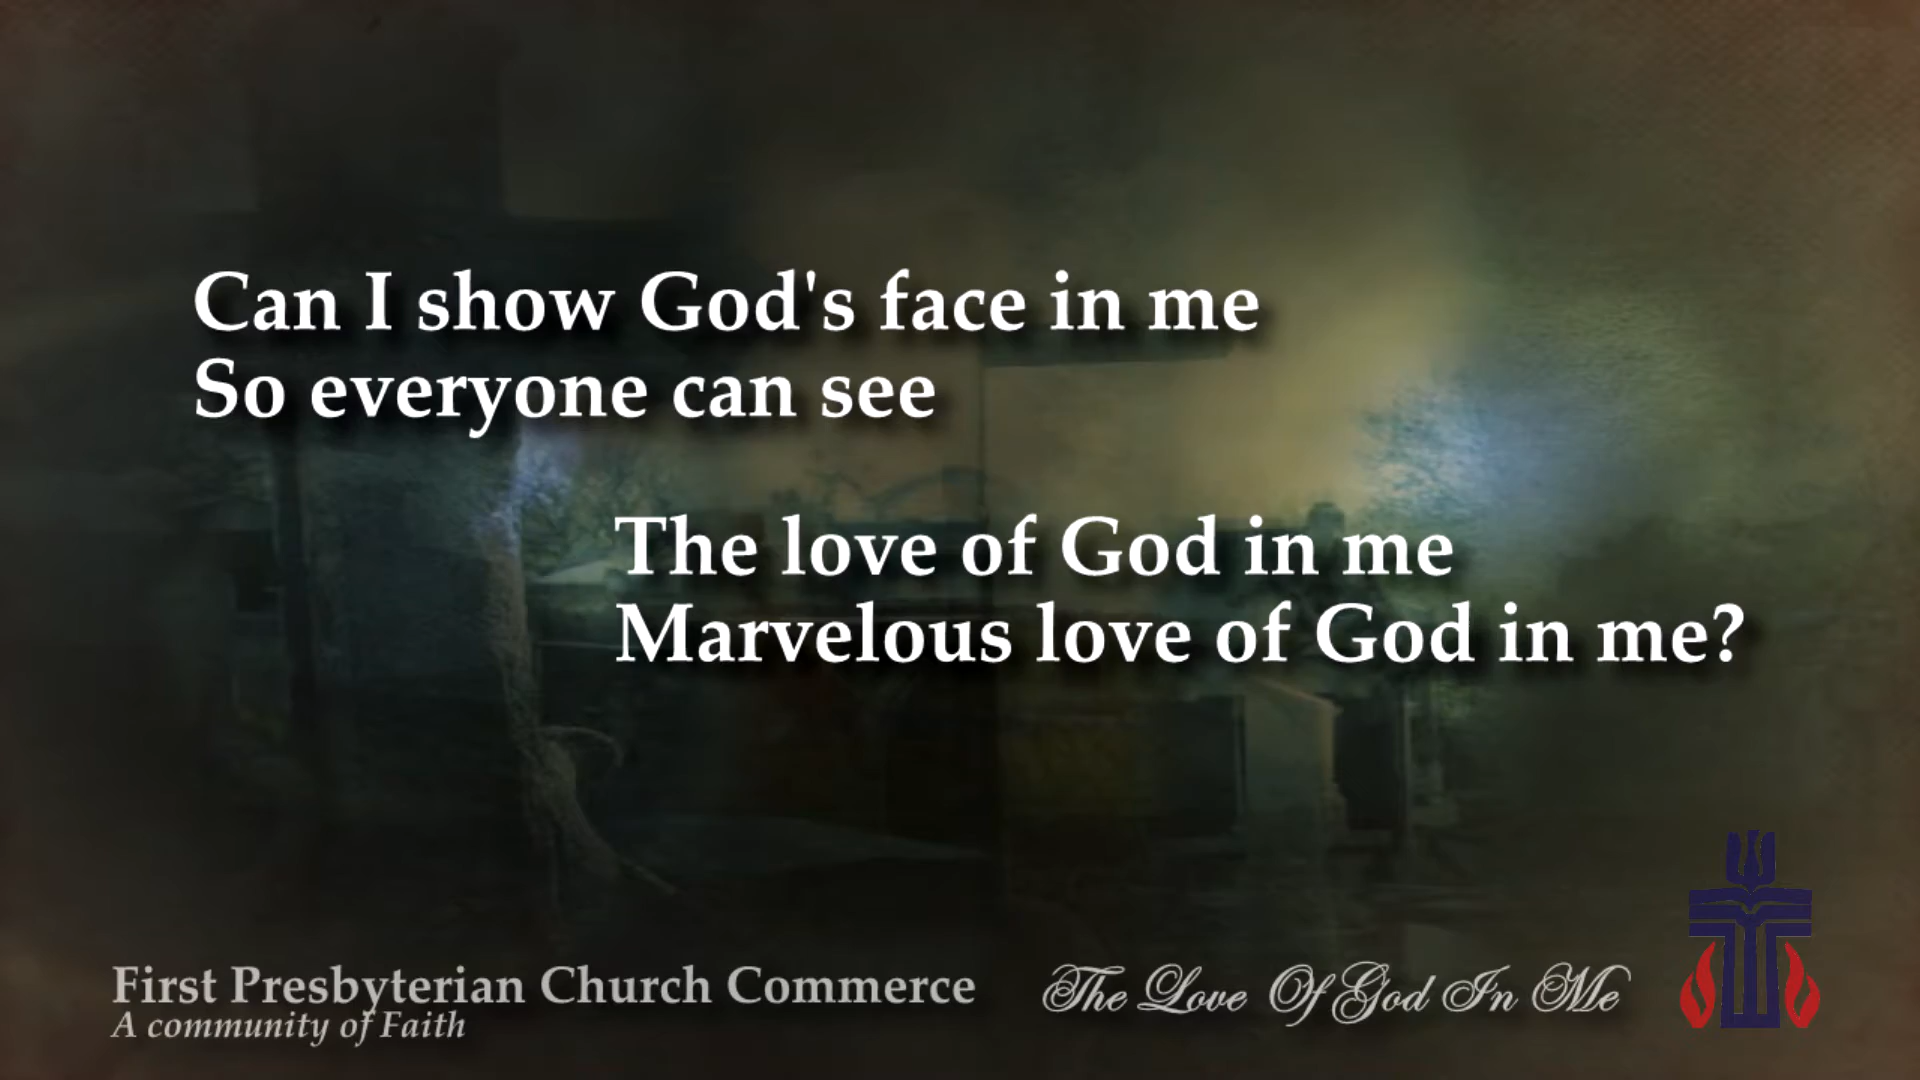 Can I show God's face in me
So everyone can see
The love of God in me
Marvelous love of God in me?
First Presbyterian Church Commerce
A community of Faith
The Love Of God In Me